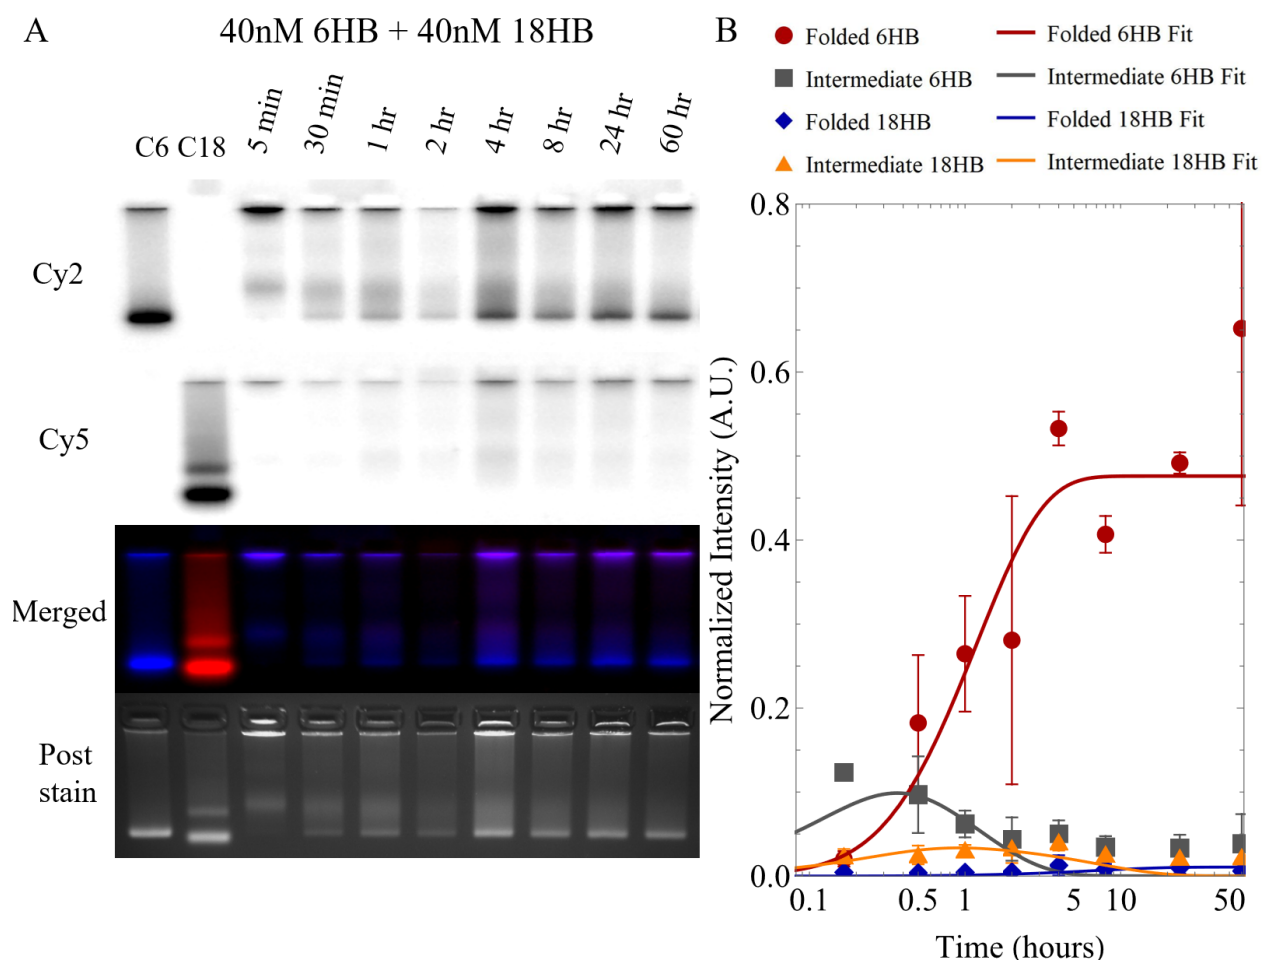 A
40nM 6HB + 40nM 18HB
C6 C18 5 min 30 min 1 hr 2 hr 4 hr 8 hr 24 hr 60 hr
Cy2
Cy5
Merged
Post
stain
B
Folded 6HB
Folded 6HB Fit
Intermediate 6HB
Intermediate 6HB Fit
Folded 18HB
Folded 18HB Fit
Intermediate 18HB
Intermediate 18HB Fit
Normalized Intensity (A.U.)
0.8
0.6
0.4
0.2
0.0
0.1 0.5 1 5 10 50
Time (hours)